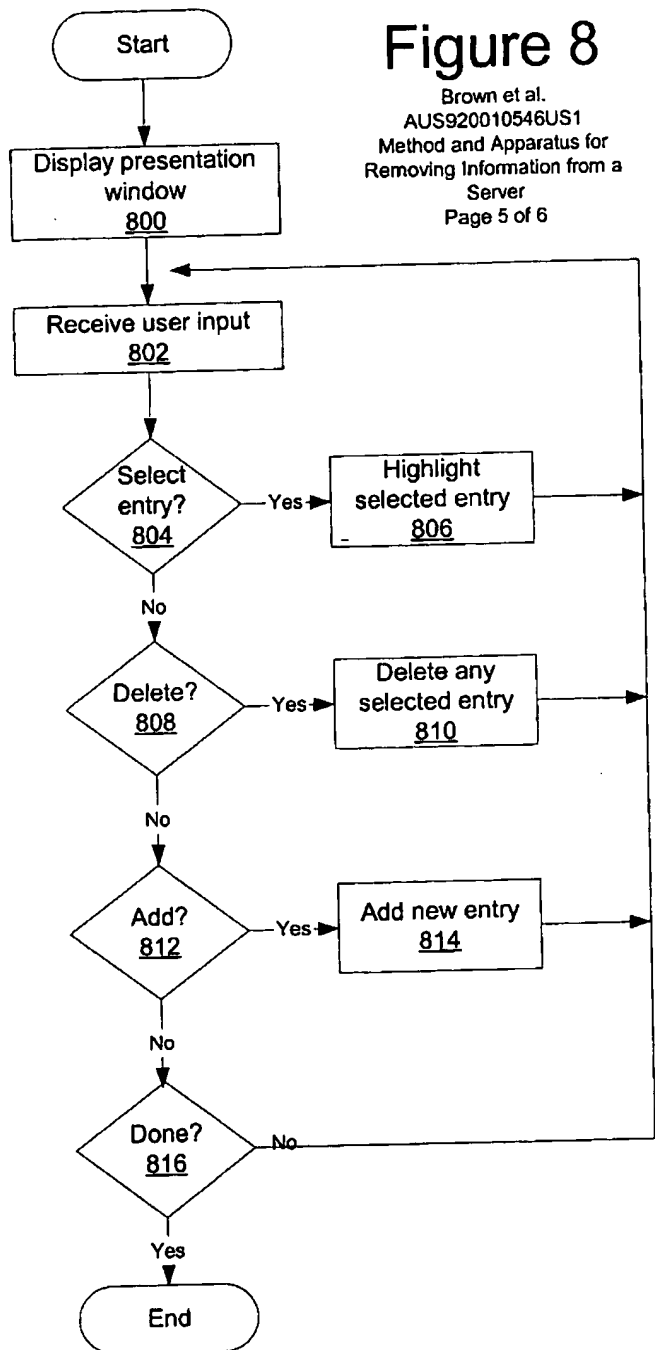 Figure 8
Brown et al.
AUS920010546US1
Method and Apparatus for
Removing Information from a
Server
Page 5 of 6
Start
Display presentation
window
800
Receive user input
802
Select
entry?
804
Yes
Highlight
selected entry
806
No
Delete?
808
Yes
Delete any
selected entry
810
No
Add?
812
Yes
Add new entry
814
No
Done?
816
No
Yes
End